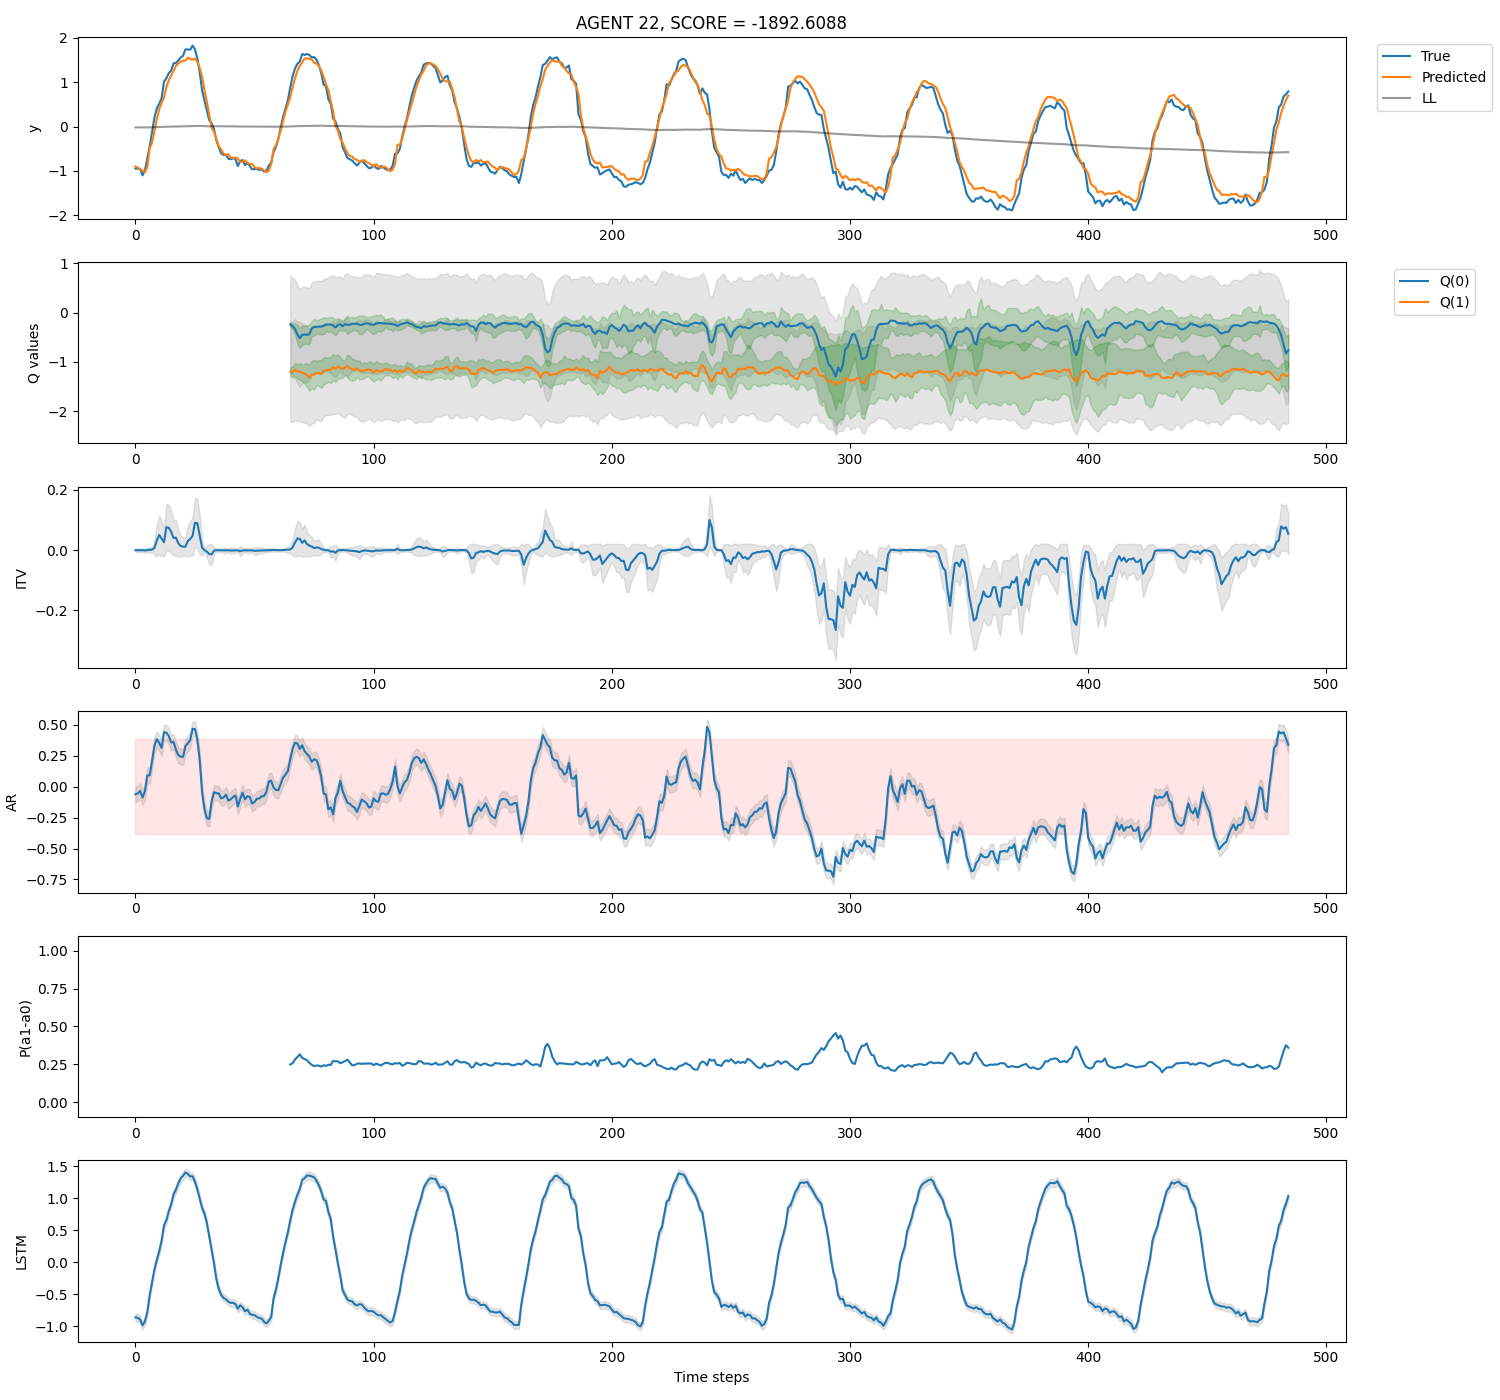 AGENT 22, SCORE = -1892.6088
2
1
0
−1
−2
y
0 100 200 300 400 500
True
Predicted
LL
1
0
−1
−2
Q values
0 100 200 300 400 500
Q(0)
Q(1)
0.2
0.0
−0.2
ITV
0 100 200 300 400 500
0.50
0.25
0.00
−0.25
−0.50
−0.75
AR
0 100 200 300 400 500
1.00
0.75
0.50
0.25
0.00
P(a1-a0)
0 100 200 300 400 500
1.5
1.0
0.5
0.0
−0.5
−1.0
LSTM
0 100 200 300 400 500
Time steps